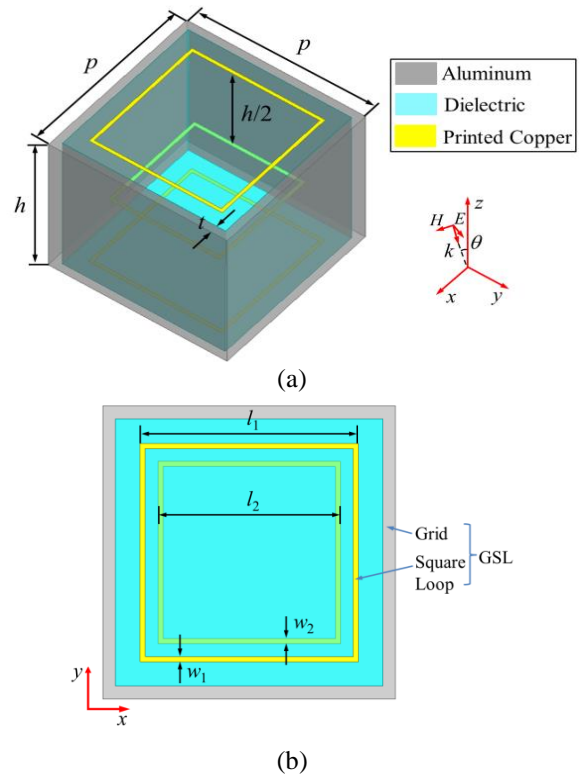 p
p
h/2
h
t
Aluminum
Dielectric
Printed Copper
z
H E
k θ
x y
(a)
l₁
l₂
w₂
w₁
Grid
Square
Loop
GSL
y
x
(b)